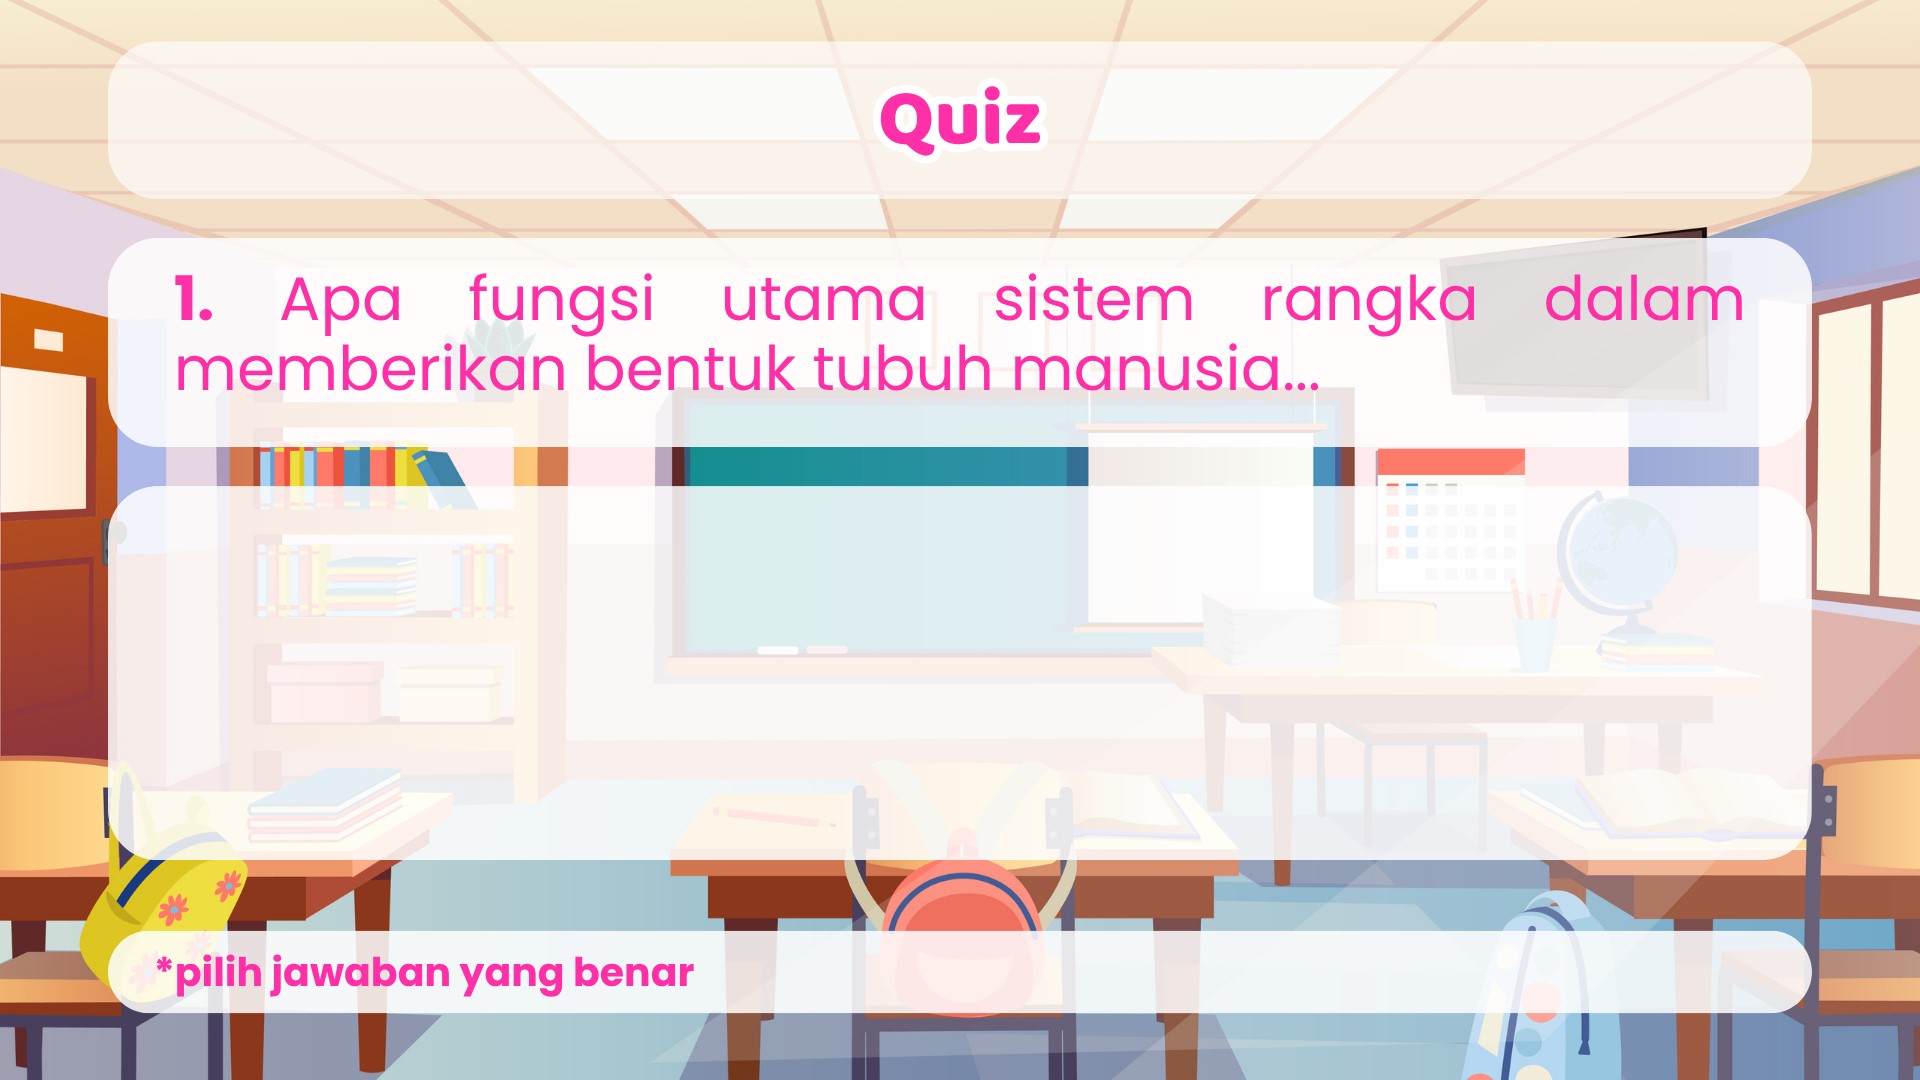 Quiz
1. Apa fungsi utama sistem rangka dalam
memberikan bentuk tubuh manusia...
*pilih jawaban yang benar